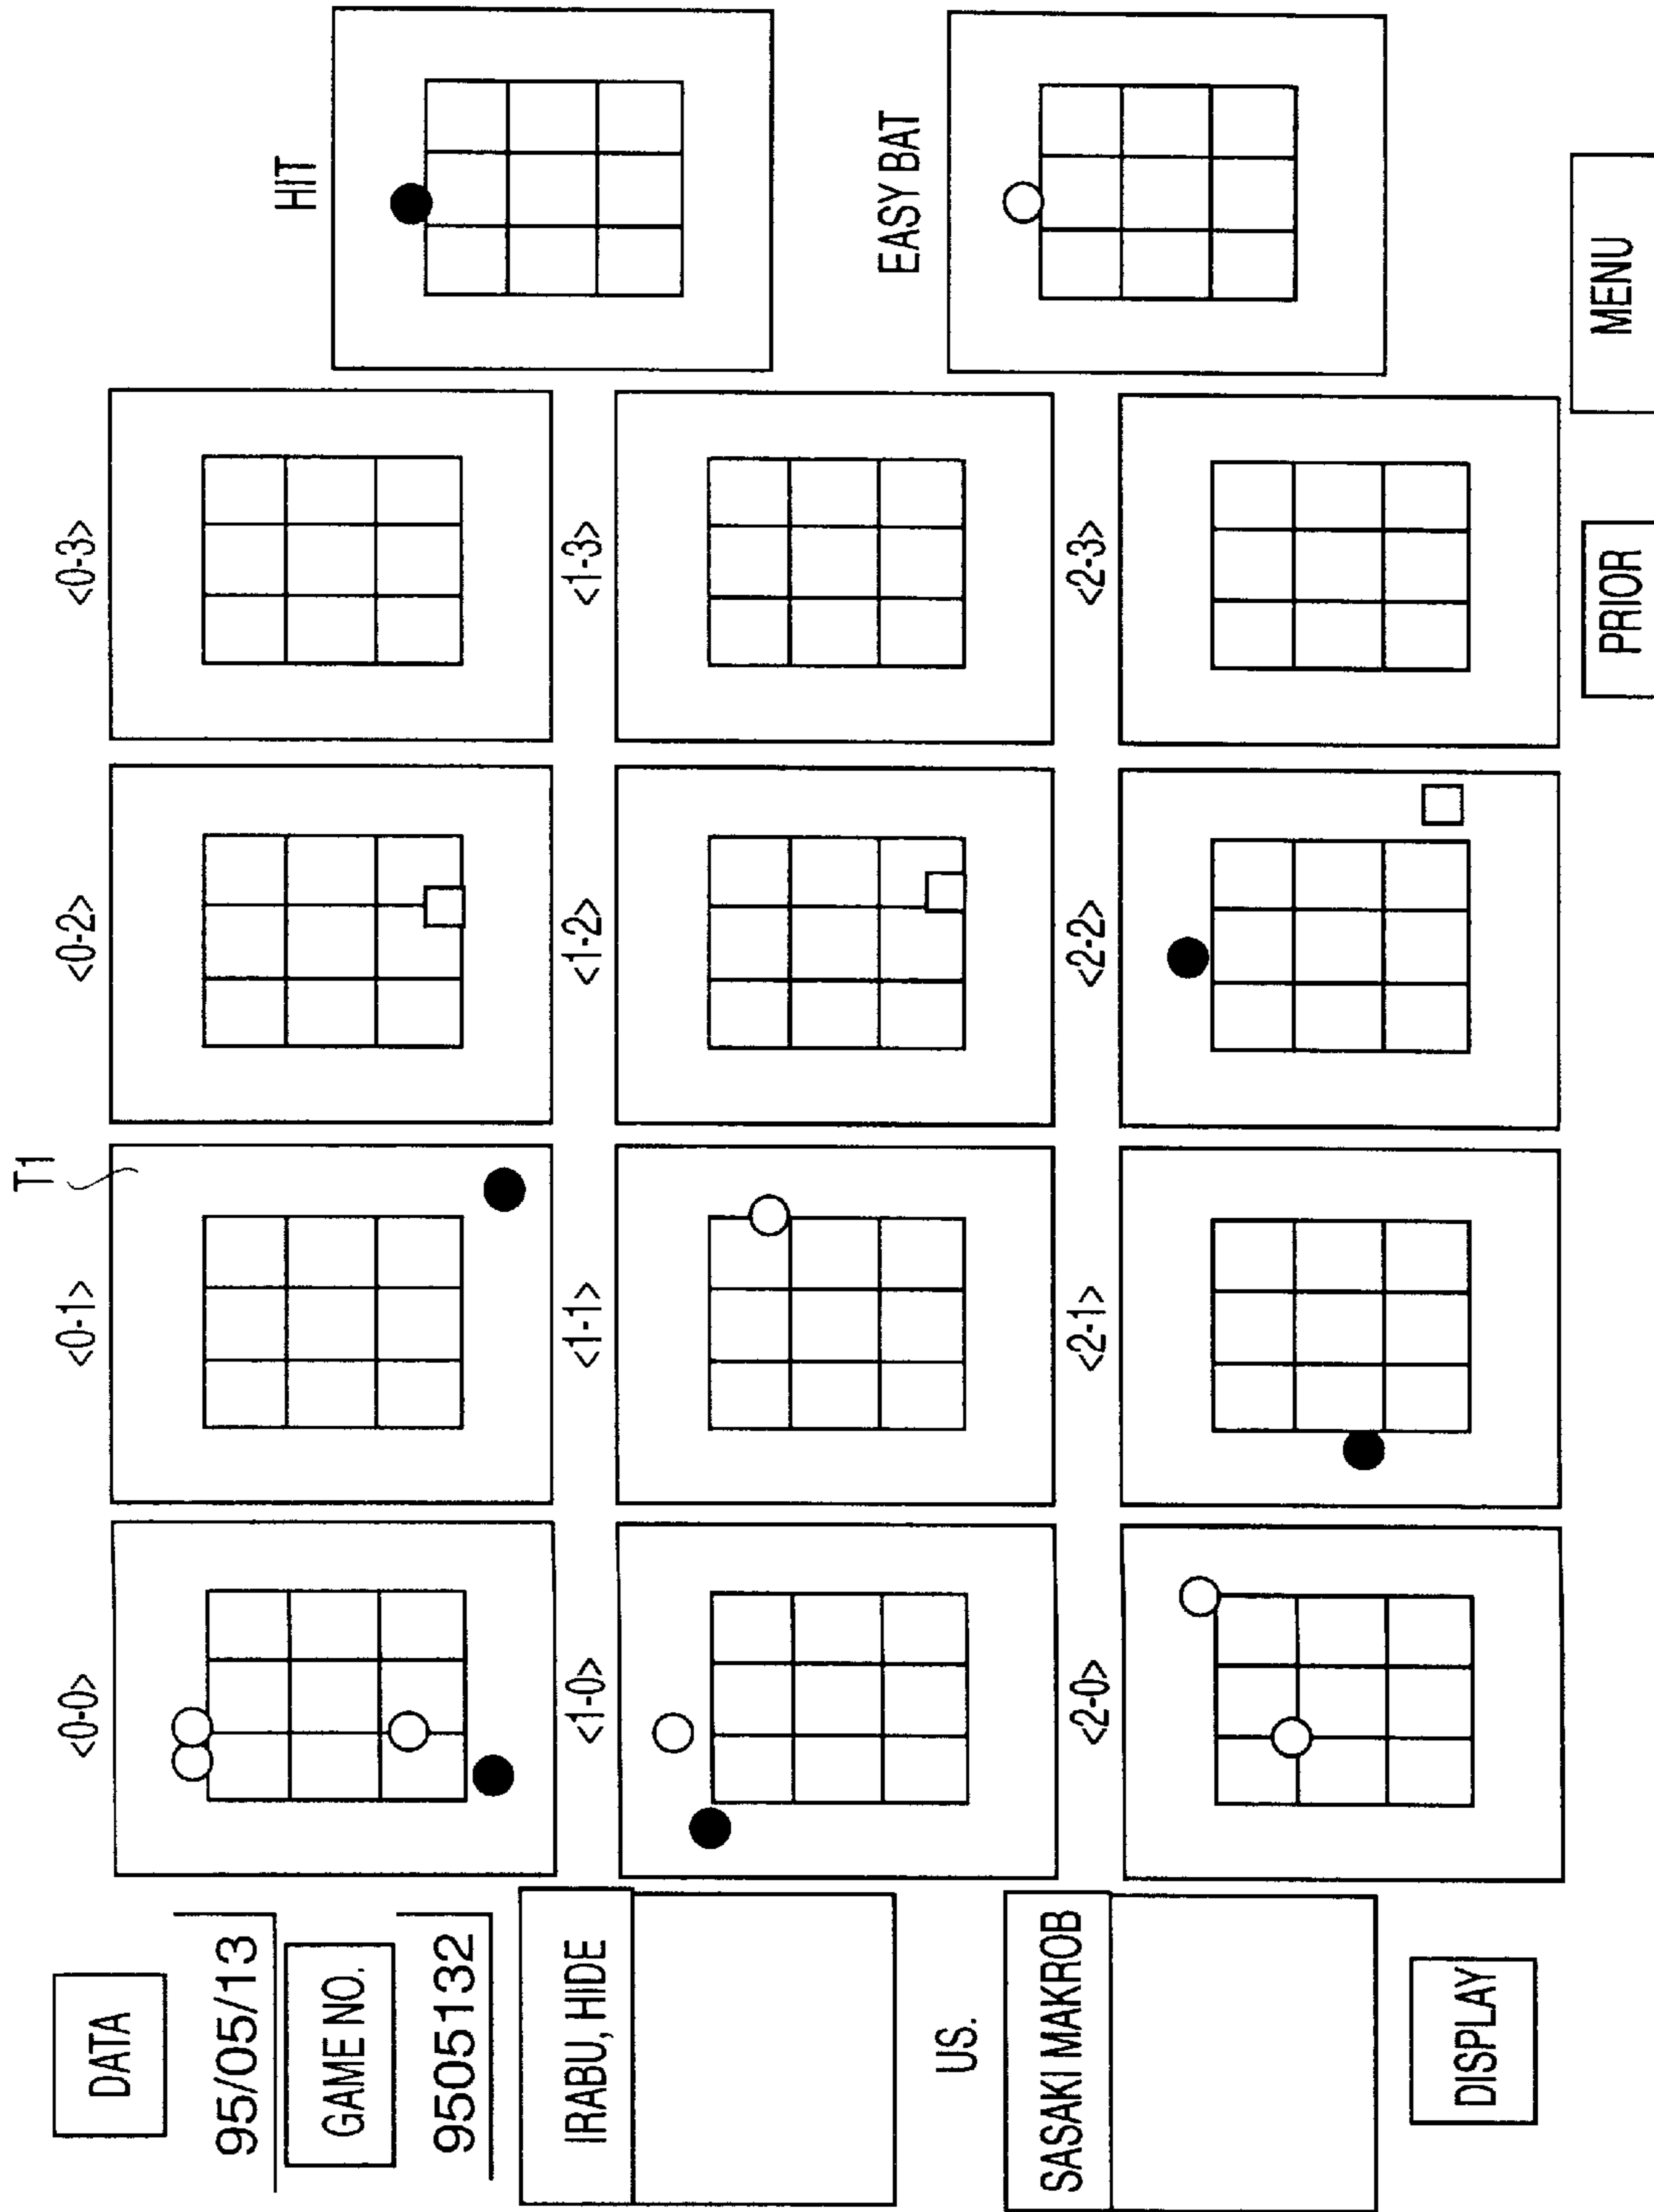 T1
DATA
95/05/13
GAME NO.
9505132
IRABU, HIDE
US.
SASAKI MAKROB
DISPLAY
<0-0>
<0-1>
<0-2>
<0-3>
<1-0>
<1-1>
<1-2>
<1-3>
<2-0>
<2-1>
<2-2>
<2-3>
HIT
EASY BAT
PRIOR
MENU